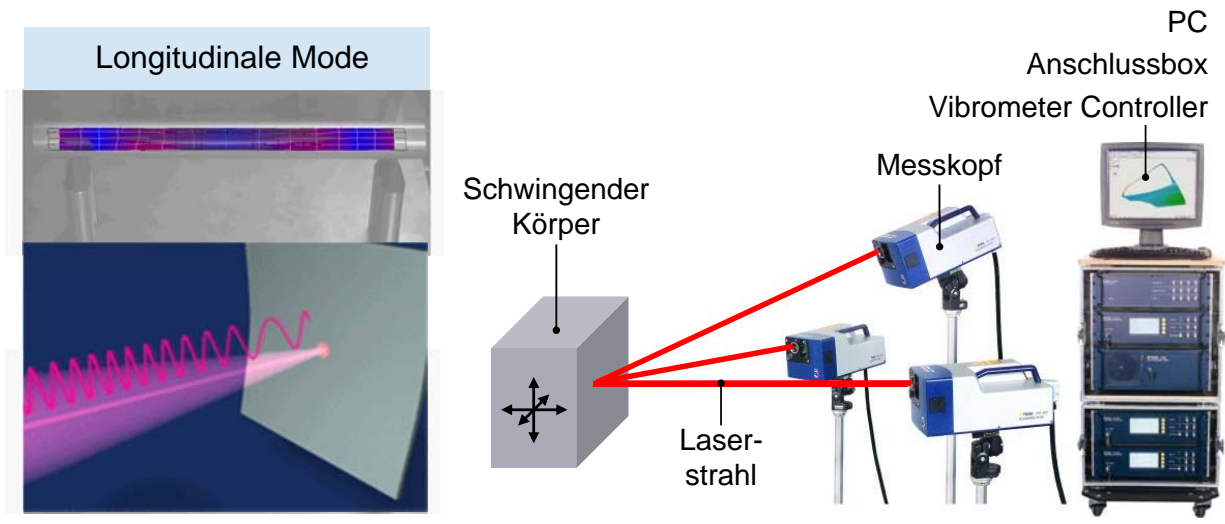 Longitudinale Mode
PC
Anschlussbox
Vibrometer Controller
Messkopf
Schwingender
Körper
Laser-
strahl